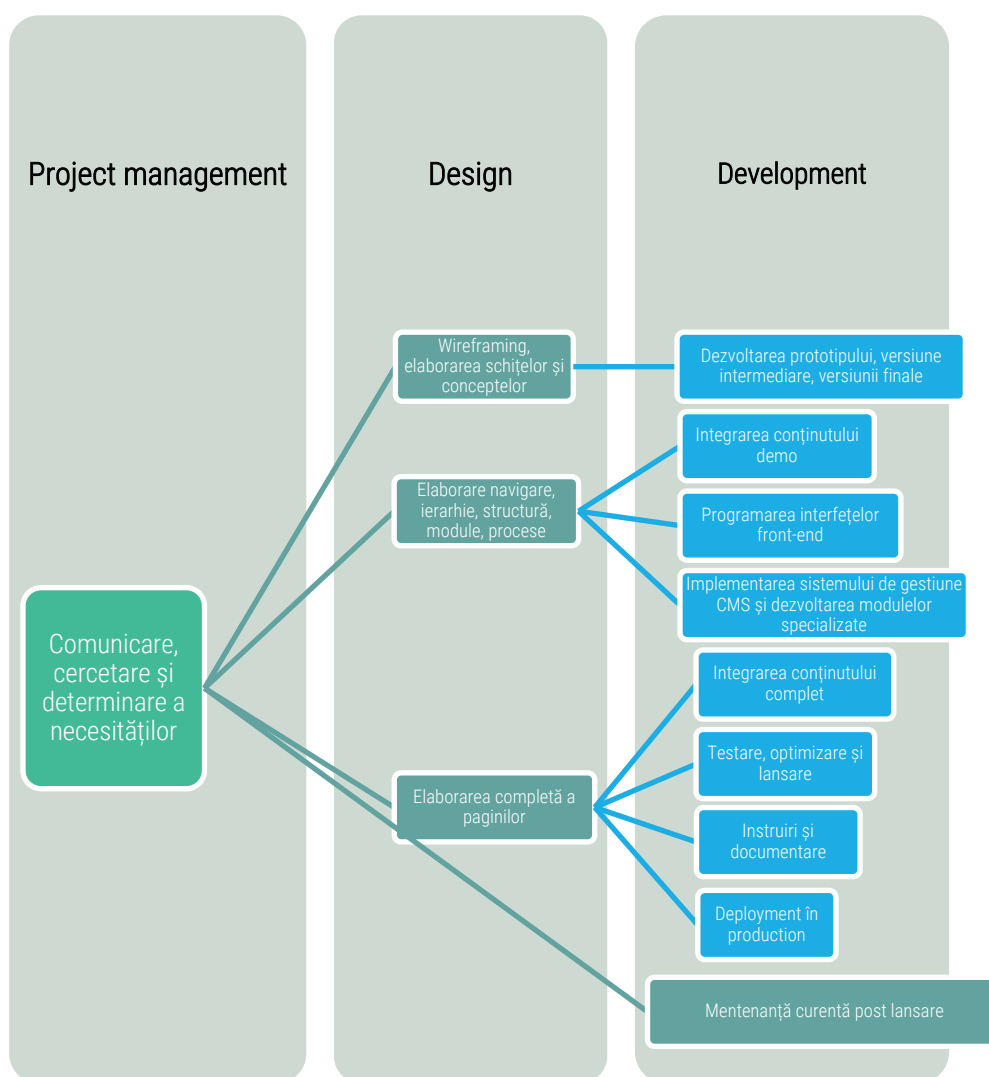 Project management
Design
Development
Comunicare,
cercetare și
determinare a
necesităților
Wireframing,
elaborarea schițelor și
conceptelor
Elaborare navigare,
ierarhie, structură,
module, procese
Elaborarea completă a
paginilor
Dezvoltarea prototipului, versiune
intermediare, versiunii finale
Integrarea conținutului
demo
Programarea interfețelor
front-end
Implementarea sistemului de gestiune
CMS și dezvoltarea modulelor
specializate
Integrarea conținutului
complet
Testare, optimizare și
lansare
Instruiri și
documentare
Deployment în
production
Mentenanță curentă post lansare